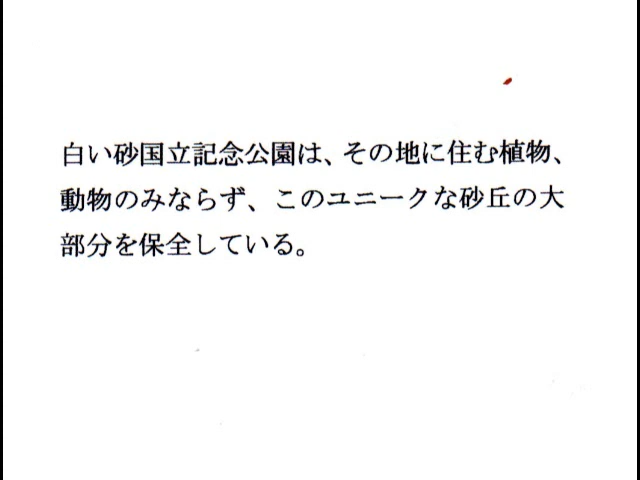 白い砂国立記念公園は、その地に住む植物、
動物のみならず、このユニークな砂丘の大
部分を保全している。